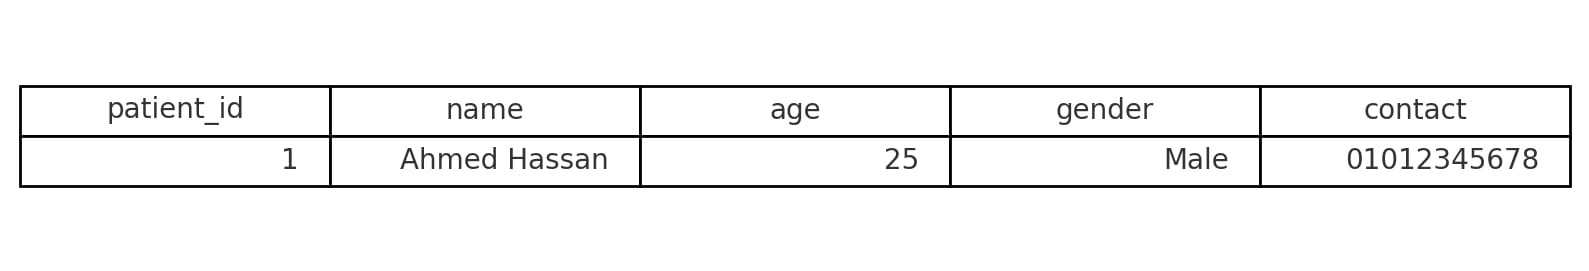 patient_id name age gender contact
1 Ahmed Hassan 25 Male 01012345678